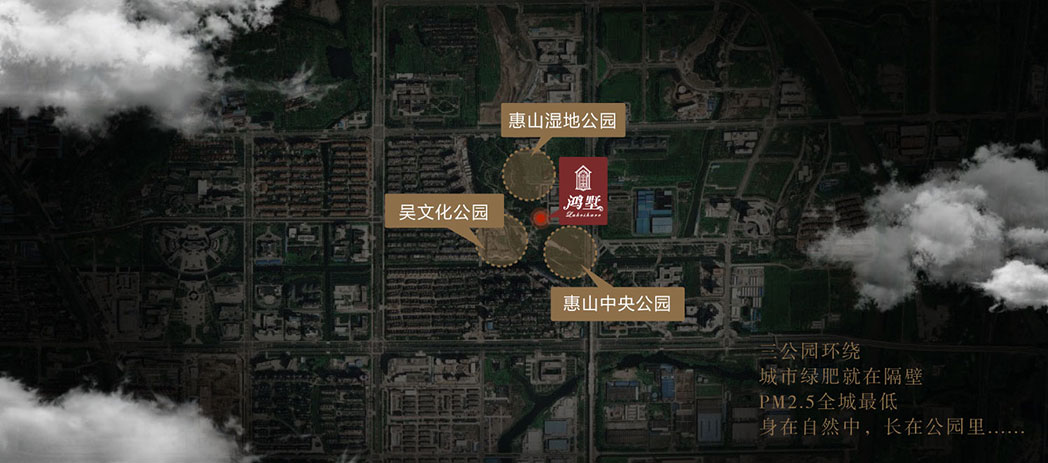 惠山湿地公园
鸿墅
Lakeshore
吴文化公园
惠山中央公园
三公园环绕
城市绿肥就在隔壁
PM2.5全城最低
身在自然中，长在公园里……